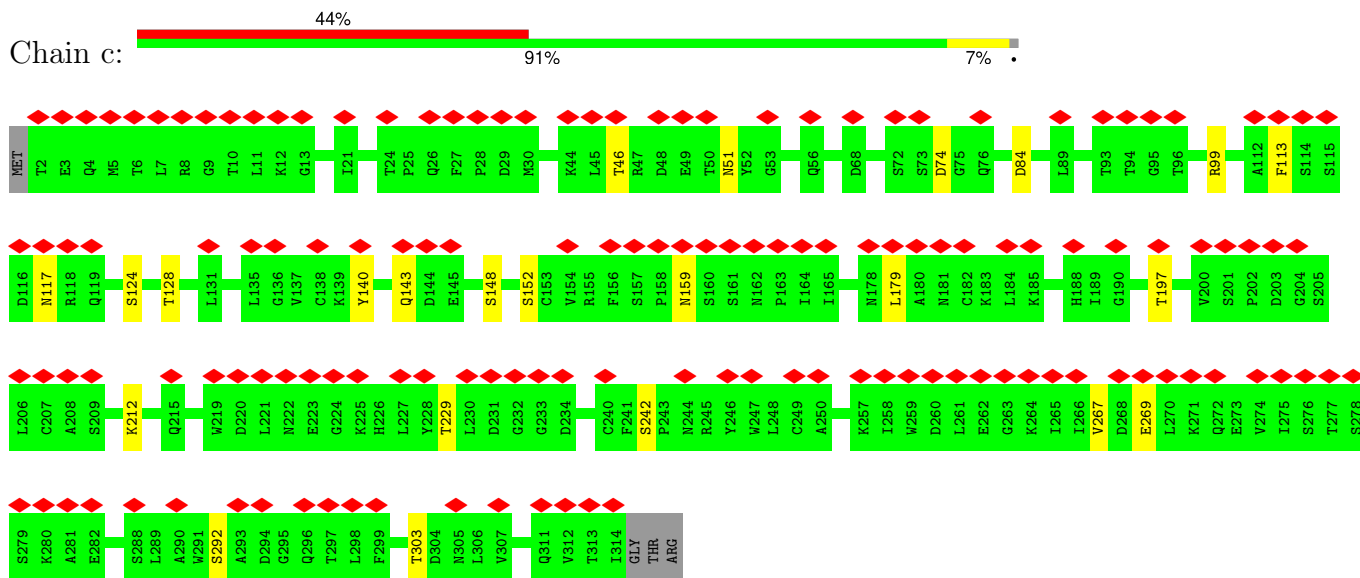 44%
Chain c:
91% 7% •
MET T2 E3 Q4 M5 T6 L7 R8 G9 T10 L11 K12 G13 I21 T24 P25 Q26 F27 P28 D29 M30 K44 L45 T46 R47 D48 E49 T50 N51 Y52 G53 Q56 D68 S72 S73 D74 G75 Q76 D84 L89 T93 T94 G95 T96 R99 A112 F113 S114 S115
D116 N117 R118 Q119 S124 T128 L131 L135 G136 V137 C138 K139 Y140 Q143 D144 E145 S148 S152 C153 V154 R155 F156 S157 P158 N159 S160 S161 N162 P163 I164 I165 N178 L179 A180 N181 C182 K183 L184 K185 H188 I189 G190 T197 V200 S201 P202 D203 G204 S205
L206 C207 A208 S209 K212 Q215 W219 D220 L221 N222 E223 G224 K225 H226 L227 Y228 T229 L230 D231 G232 G233 D234 C240 F241 S242 P243 N244 R245 Y246 W247 L248 C249 A250 K257 I258 W259 D260 L261 E262 G263 K264 I265 I266 V267 D268 E269 L270 K271 Q272 E273 V274 I275 S276 T277 S278
S279 K280 A281 E282 S288 L289 A290 W291 S292 A293 D294 G295 Q296 T297 L298 F299 T303 D304 N305 L306 V307 Q311 V312 T313 I314 GLY THR ARG